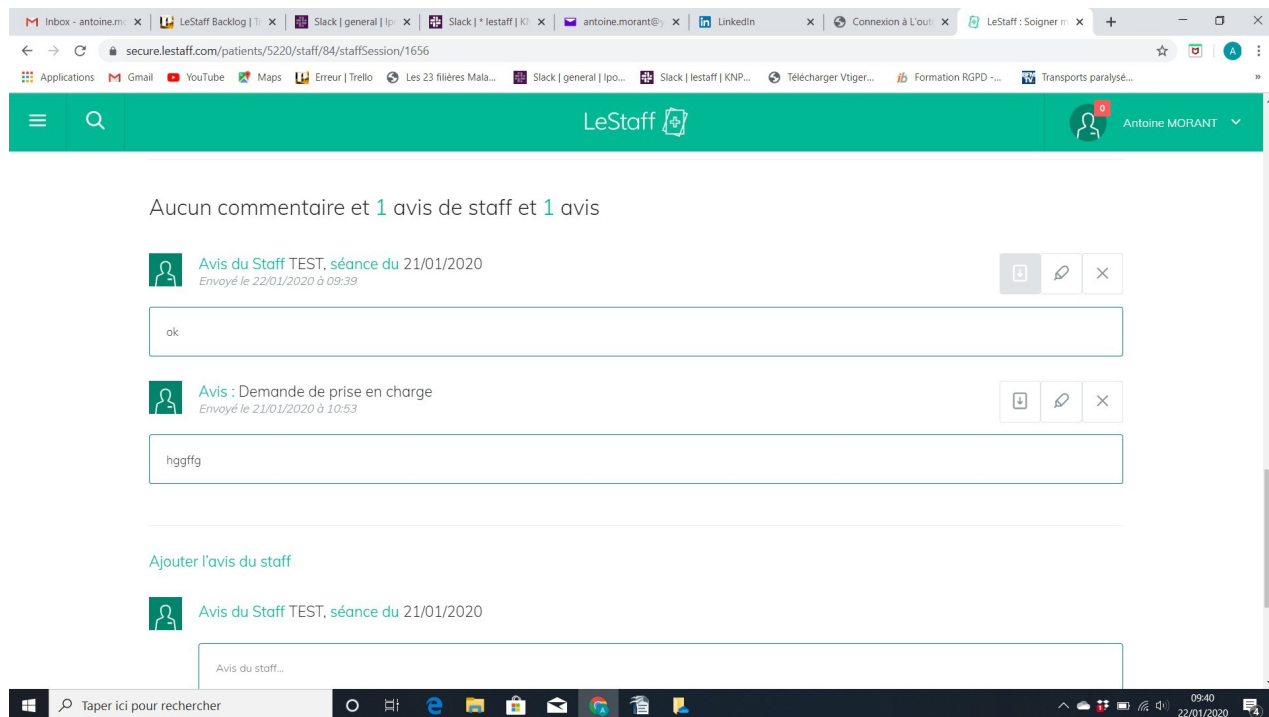 Inbox - antoine.mo
LeStaff Backlog | T
Slack | general | Ip
Slack | * lestaff | K
antoine.morant@y
LinkedIn
Connexion à L'out
LeStaff : Soigner m
secure.lestaff.com/patients/5220/staff/84/staffSession/1656
A
Applications
Gmail
YouTube
Maps
Erreur | Trello
Les 23 filières Mala...
Slack | general | Ipo...
Slack | lestaff | KNP...
Télécharger Vtiger...
Formation RGPD -...
Transports paralysé...
LeStaff
0
Antoine MORANT
Aucun commentaire et 1 avis de staff et 1 avis
Avis du Staff TEST, séance du 21/01/2020
Envoyé le 22/01/2020 à 09:39
ok
Avis : Demande de prise en charge
Envoyé le 21/01/2020 à 10:53
hggffg
Ajouter l'avis du staff
Avis du Staff TEST, séance du 21/01/2020
Avis du staff...
Taper ici pour rechercher
09:40
22/01/2020
4